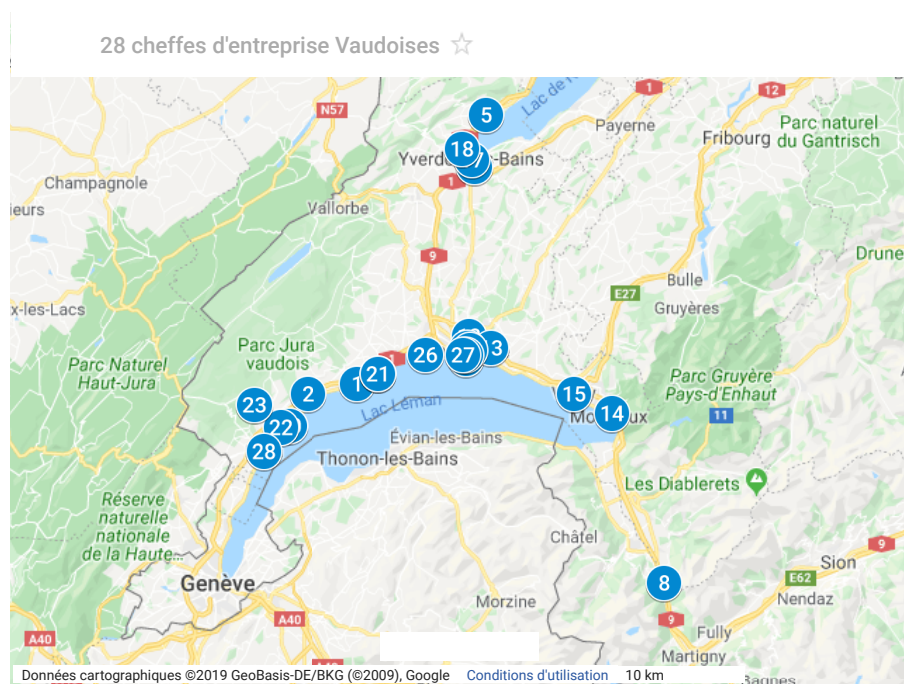 28 cheffes d'entreprise Vaudoises
N57
1
12
5
Payerne
Parc naturel
du Gantrisch
Fribourg
18
Champagnole
1
Vallorbe
9
Drune
Bulle
E27
Gruyères
x-les-Lacs
Parc Jura
vaudois
26
27
21
Parc Naturel
Haut-Jura
2
23
Lac Léman
15
14
Parc Gruyère
Pays-d'Enhaut
11
22
28
Évian-les-Bains
Thonon-les-Bains
Les Diablerets
Réserve
naturelle
nationale
de la Haute...
Châtel
9
Sion
Genève
8
E62
Nendaz
Morzine
A40
9
Fully
A40
Martigny
Données cartographiques ©2019 GeoBasis-DE/BKG (©2009), Google Conditions d'utilisation 10 km